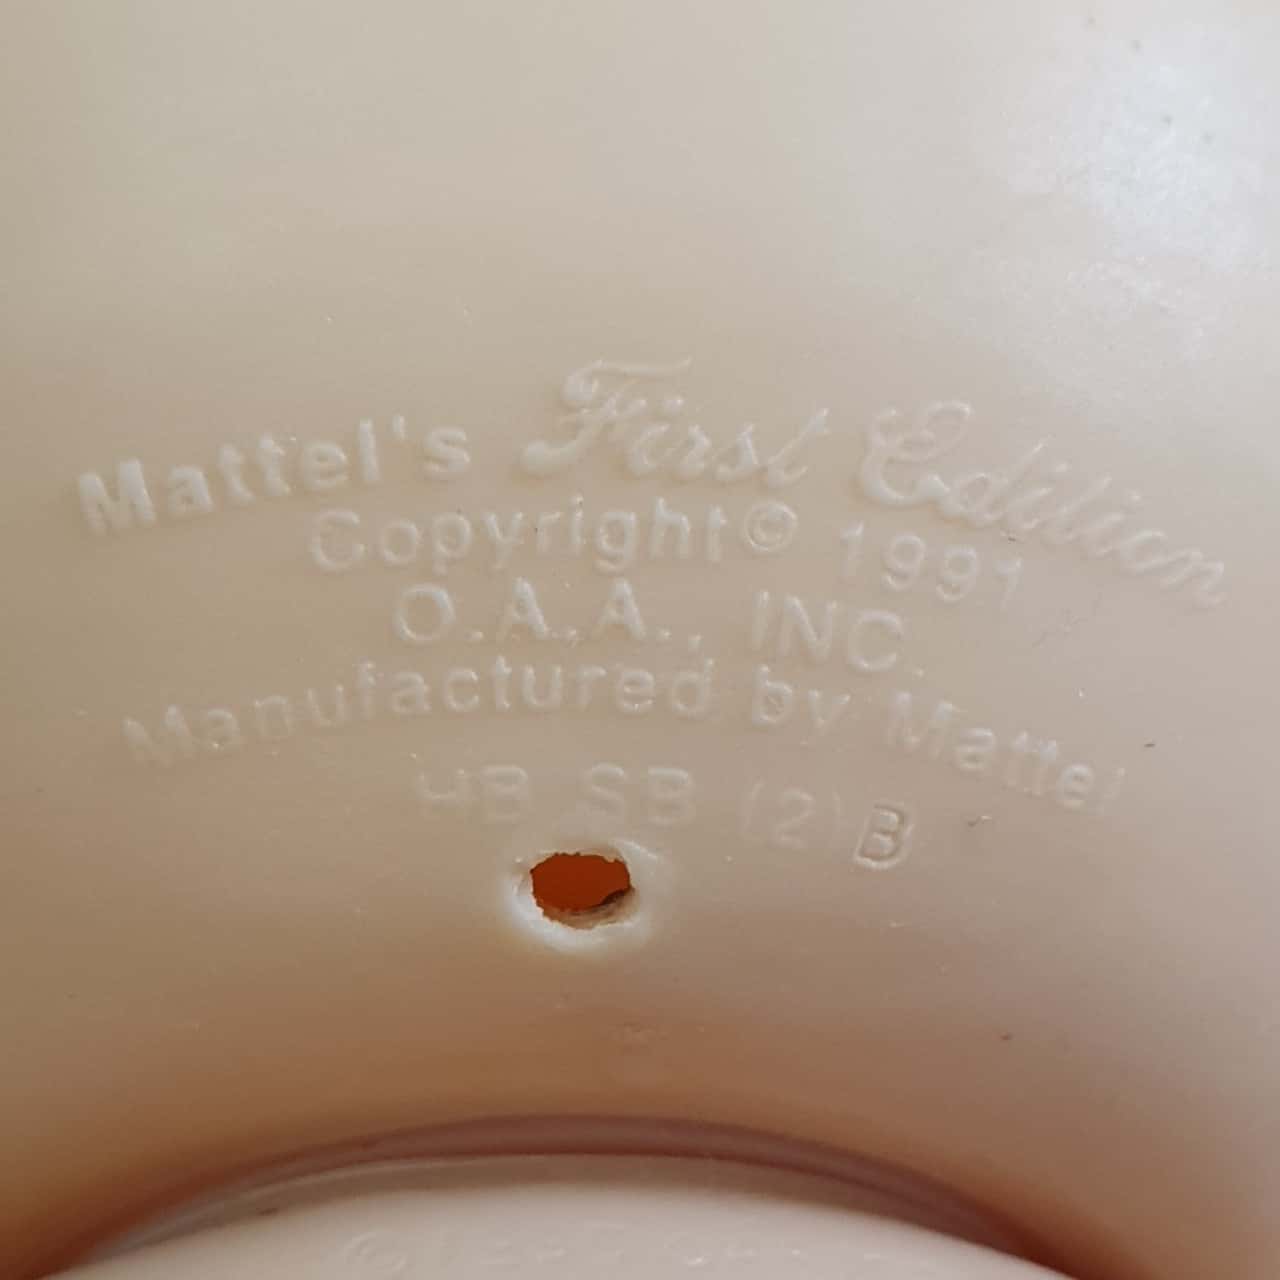 Mattel's First Edition
Copyright © 1991
O.A.A., INC.
Manufactured by Mattel
HB SB (2) B